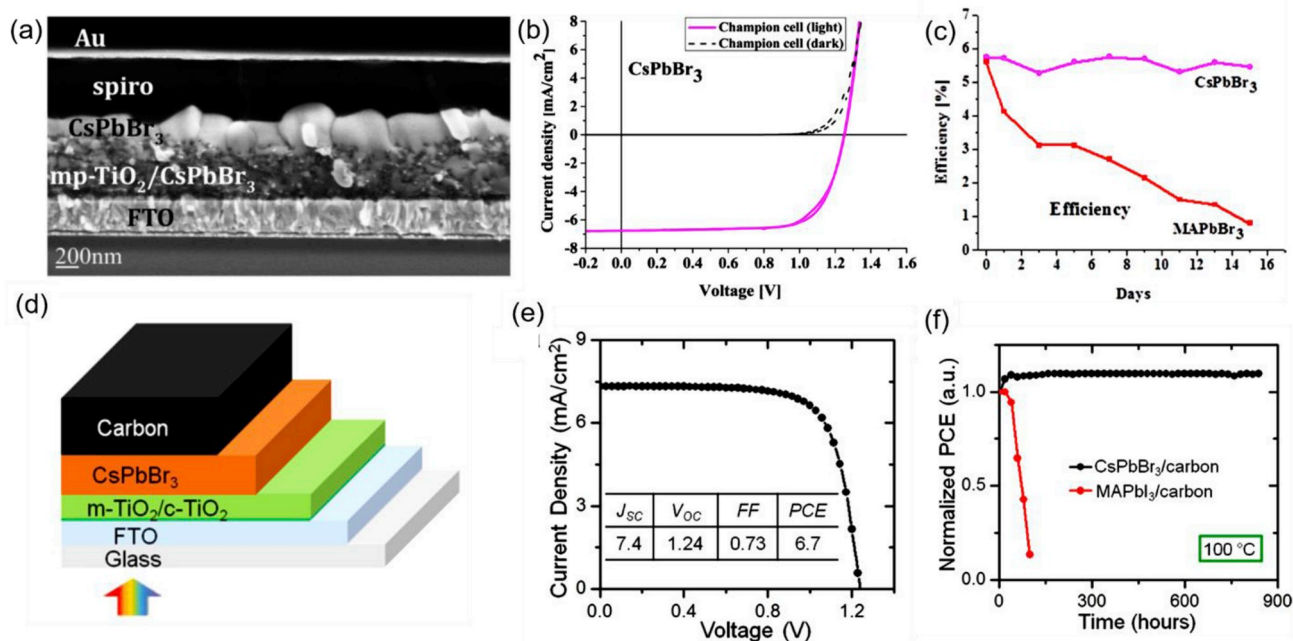 (a)
Au
spiro
CsPbBr₃
mp-TiO₂/CsPbBr₃
FTO
200nm
(b)
Champion cell (light)
Champion cell (dark)
CsPbBr₃
Current density [mA/cm²]
8
6
4
2
0
-2
-4
-6
-8
-0.2 0.0 0.2 0.4 0.6 0.8 1.0 1.2 1.4 1.6
Voltage [V]
(c)
Efficiency [%]
7
6
5
4
3
2
1
0
CsPbBr₃
Efficiency
MAPbBr₃
0 2 4 6 8 10 12 14 16
Days
(d)
Carbon
CsPbBr₃
m-TiO₂/c-TiO₂
FTO
Glass
(e)
Current Density (mA/cm²)
9
6
3
0
J_SC V_OC FF PCE
7.4 1.24 0.73 6.7
0.0 0.4 0.8 1.2
Voltage (V)
(f)
Normalized PCE (a.u.)
1.0
0.5
0.0
CsPbBr₃/carbon
MAPbI₃/carbon
100 °C
0 300 600 900
Time (hours)